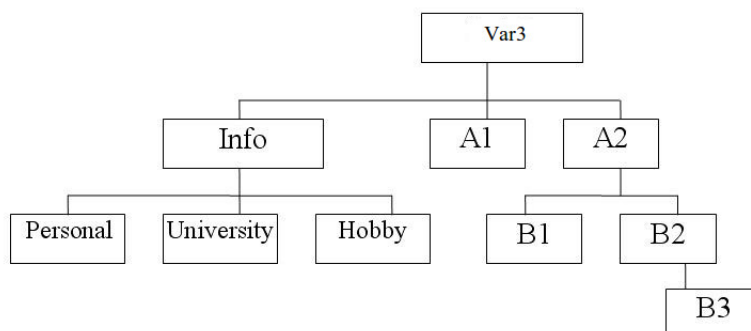 Var3
Info
A1
A2
Personal
University
Hobby
B1
B2
B3